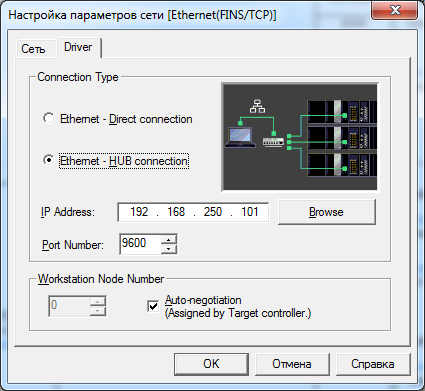 Настройка параметров сети [Ethernet(FINS/TCP)]
Сеть Driver
Connection Type
Ethernet - Direct connection
Ethernet - HUB connection
IP Address: 192 . 168 . 250 . 101 Browse
Port Number: 9600
Workstation Node Number
0 Auto-negotiation
(Assigned by Target controller.)
OK Отмена Справка